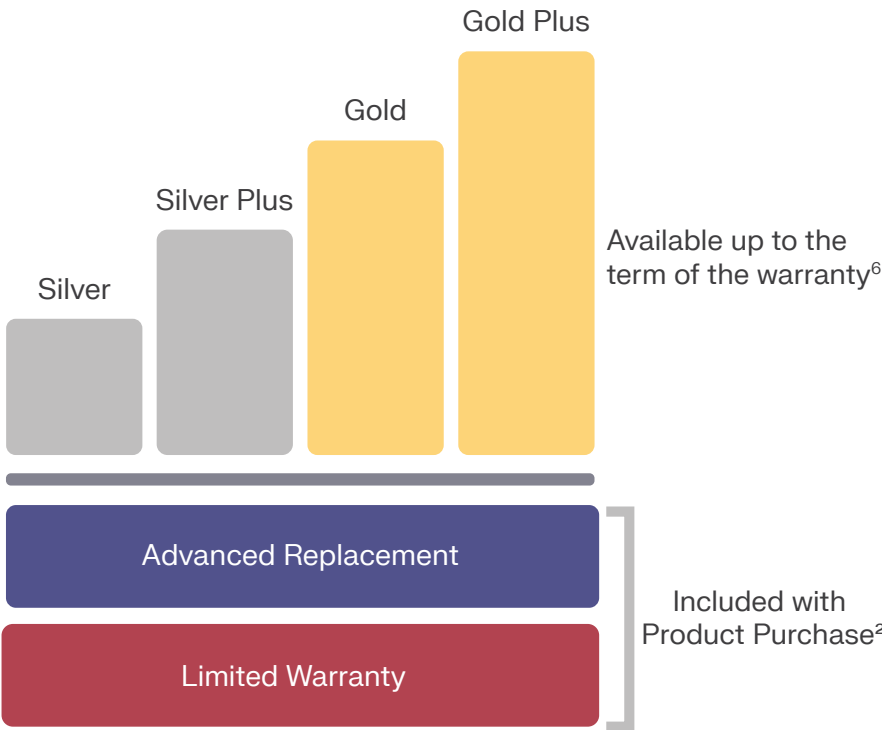 Gold Plus
Gold
Silver Plus
Silver
Available up to the
term of the warranty⁶
Advanced Replacement
Included with
Product Purchase²
Limited Warranty